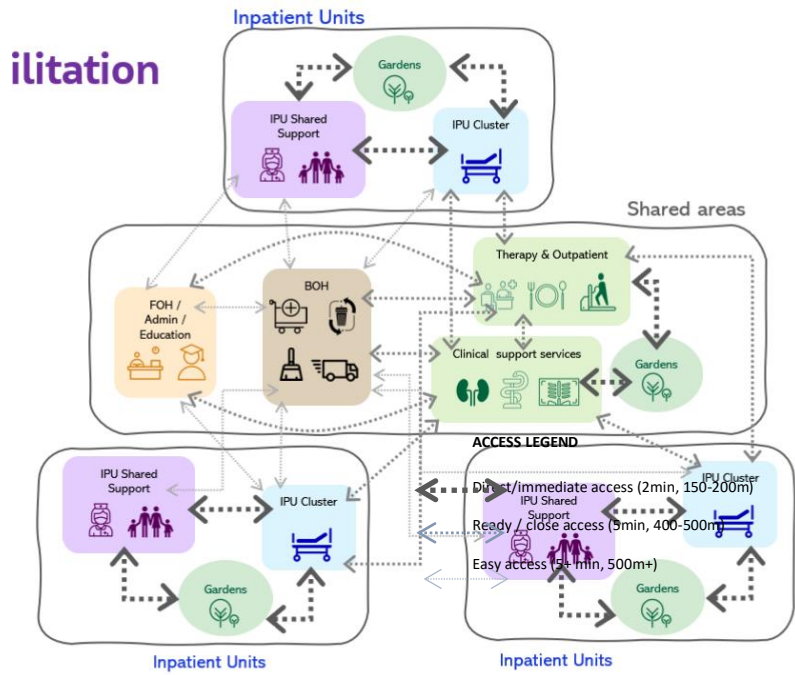 Inpatient Units
ilitation
Gardens
IPU Shared
Support
IPU Cluster
Shared areas
Therapy & Outpatient
BOH
FOH /
Admin /
Education
Clinical support services
Gardens
ACCESS LEGEND
IPU Shared
Support
IPU Cluster
IPU Cluster
Direct/immediate access (2min, 150-200m)
IPU Shared
Support
Ready / close access (5min, 400-500m)
Easy access (5+ min, 500m+)
Gardens
Gardens
Inpatient Units
Inpatient Units